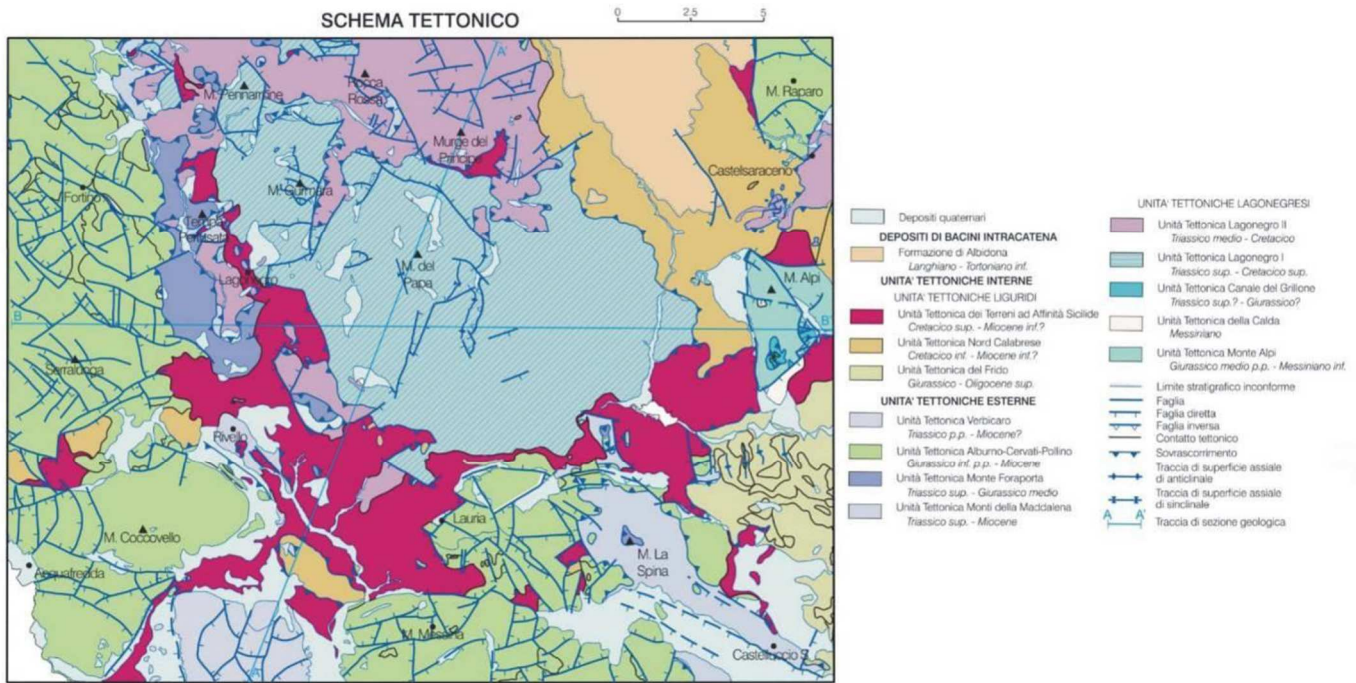 SCHEMA TETTONICO
0 2.5 5
A'
M. Pennarrone
Rocca
Rossa
M. Raparo
Murge del
Principe
Castelsaraceno
Fortino
M. Gurmara
Tempa
Pertusata
Lagonegro
M. del
Papa
M. Alpi
B
B'
Serralonga
Rivello
Lauria
M. Coccovello
M. La
Spina
Acquafredda
M. Messina
Castelluccio S.
A
Depositi quaternari
DEPOSITI DI BACINI INTRACATENA
Formazione di Albidona
Langhiano - Tortoniano inf.
UNITA' TETTONICHE INTERNE
UNITA' TETTONICHE LIGURIDI
Unità Tettonica dei Terreni ad Affinità Sicilide
Cretacico sup. - Miocene inf.?
Unità Tettonica Nord Calabrese
Cretacico inf. - Miocene inf.?
Unità Tettonica del Frido
Giurassico - Oligocene sup.
UNITA' TETTONICHE ESTERNE
Unità Tettonica Verbicaro
Triassico p.p. - Miocene?
Unità Tettonica Alburno-Cervati-Pollino
Giurassico inf. p.p. - Miocene
Unità Tettonica Monte Foraporta
Triassico sup. - Giurassico medio
Unità Tettonica Monti della Maddalena
Triassico sup. - Miocene
UNITA' TETTONICHE LAGONEGRESI
Unità Tettonica Lagonegro II
Triassico medio - Cretacico
Unità Tettonica Lagonegro I
Triassico sup. - Cretacico sup.
Unità Tettonica Canale del Grillone
Triassico sup.? - Giurassico?
Unità Tettonica della Calda
Messiniano
Unità Tettonica Monte Alpi
Giurassico medio p.p. - Messiniano inf.
Limite stratigrafico inconforme
Faglia
Faglia diretta
Faglia inversa
Contatto tettonico
Sovrascorrimento
Traccia di superficie assiale
di anticlinale
Traccia di superficie assiale
di sinclinale
A A'
Traccia di sezione geologica